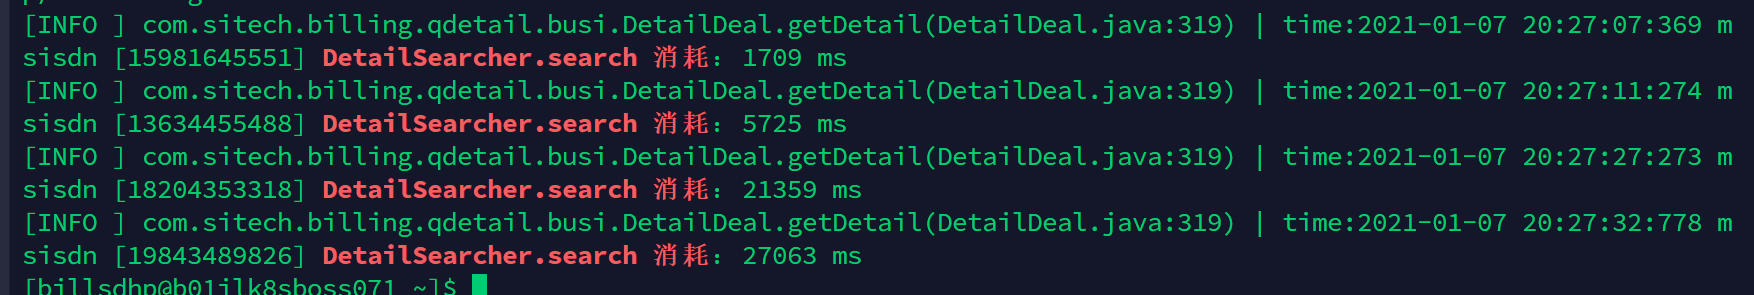 [INFO ] com.sitech.billing.qdetail.busi.DetailDeal.getDetail(DetailDeal.java:319) | time:2021-01-07 20:27:07:369 m
sisdn [15981645551] DetailSearcher.search 消耗: 1709 ms
[INFO ] com.sitech.billing.qdetail.busi.DetailDeal.getDetail(DetailDeal.java:319) | time:2021-01-07 20:27:11:274 m
sisdn [13634455488] DetailSearcher.search 消耗: 5725 ms
[INFO ] com.sitech.billing.qdetail.busi.DetailDeal.getDetail(DetailDeal.java:319) | time:2021-01-07 20:27:27:273 m
sisdn [18204353318] DetailSearcher.search 消耗: 21359 ms
[INFO ] com.sitech.billing.qdetail.busi.DetailDeal.getDetail(DetailDeal.java:319) | time:2021-01-07 20:27:32:778 m
sisdn [19843489826] DetailSearcher.search 消耗: 27063 ms
[billsdhp@b01jlk8sboss071 ~]$